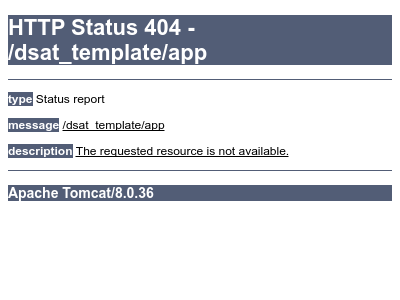 HTTP Status 404 -
/dsat_template/app
type Status report
message /dsat_template/app
description The requested resource is not available.
Apache Tomcat/8.0.36